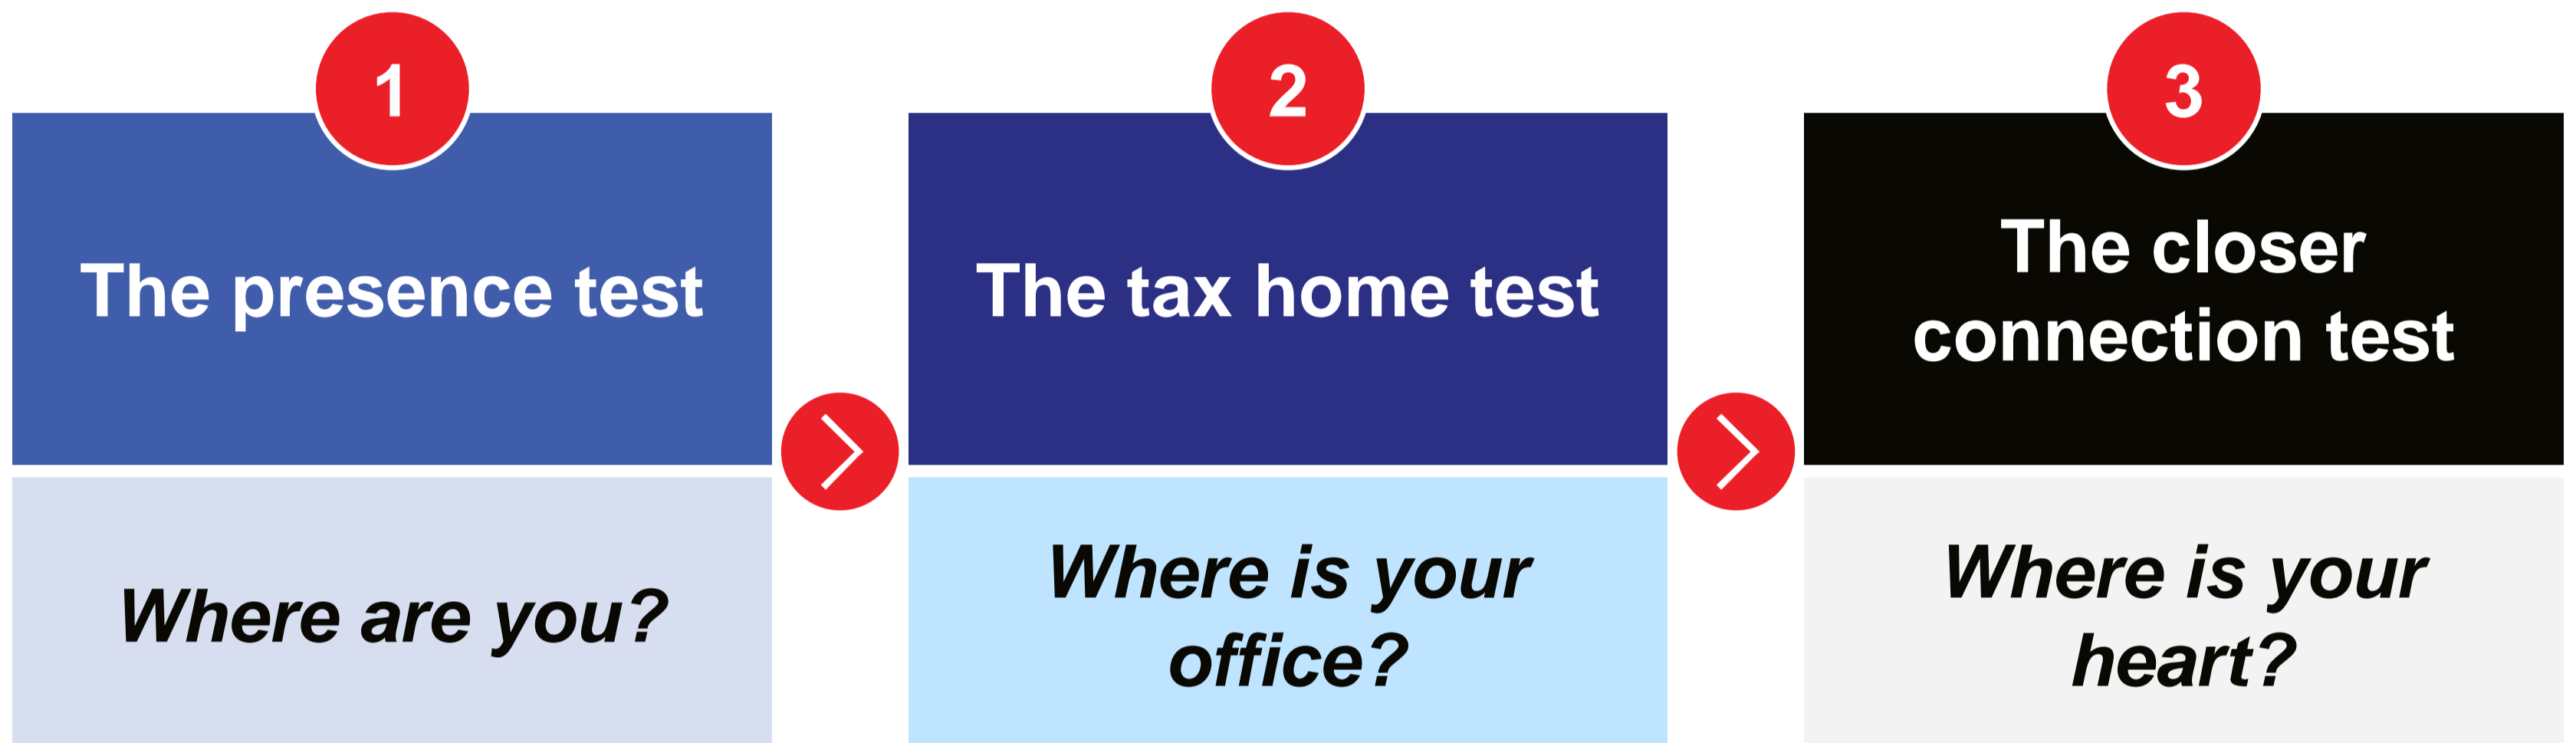 1
The presence test
Where are you?
2
The tax home test
Where is your
office?
3
The closer
connection test
Where is your
heart?